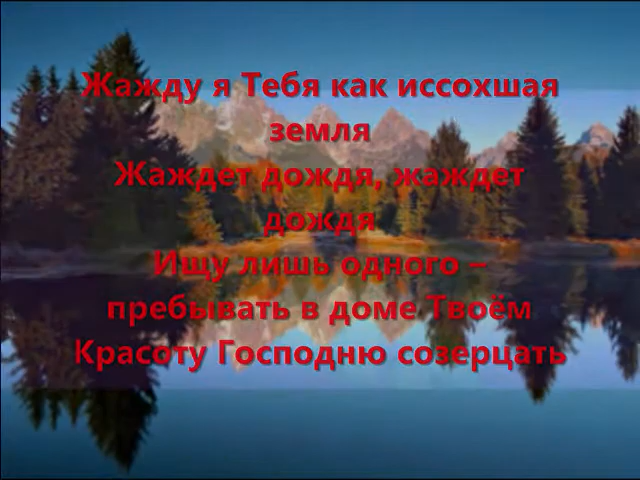 Жажду я Тебя как иссохшая
земля
Жаждет дождя, жаждет
дождя
Ищу лишь одного –
пребывать в доме Твоём
Красоту Господню созерцать